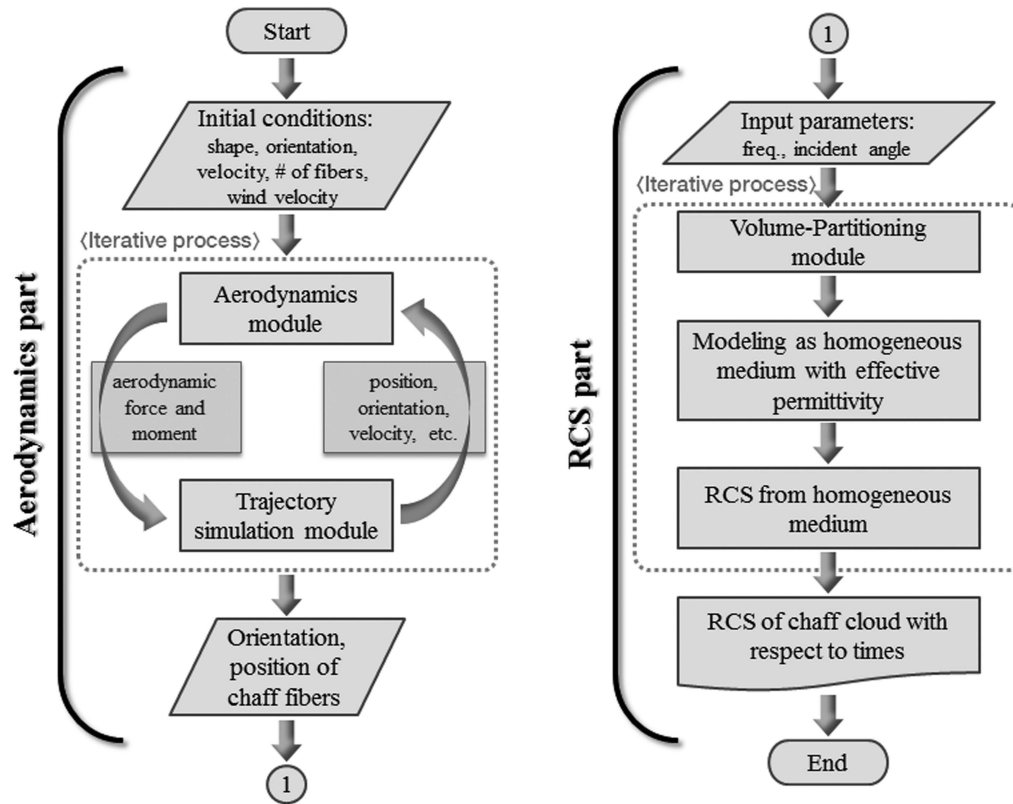 Start
Initial conditions:
shape, orientation,
velocity, # of fibers,
wind velocity
⟨Iterative process⟩
Aerodynamics
module
aerodynamic
force and
moment
position,
orientation,
velocity, etc.
Trajectory
simulation module
Orientation,
position of
chaff fibers
1
Aerodynamics part
1
Input parameters:
freq., incident angle
⟨Iterative process⟩
Volume-Partitioning
module
Modeling as homogeneous
medium with effective
permittivity
RCS from homogeneous
medium
RCS of chaff cloud with
respect to times
End
RCS part